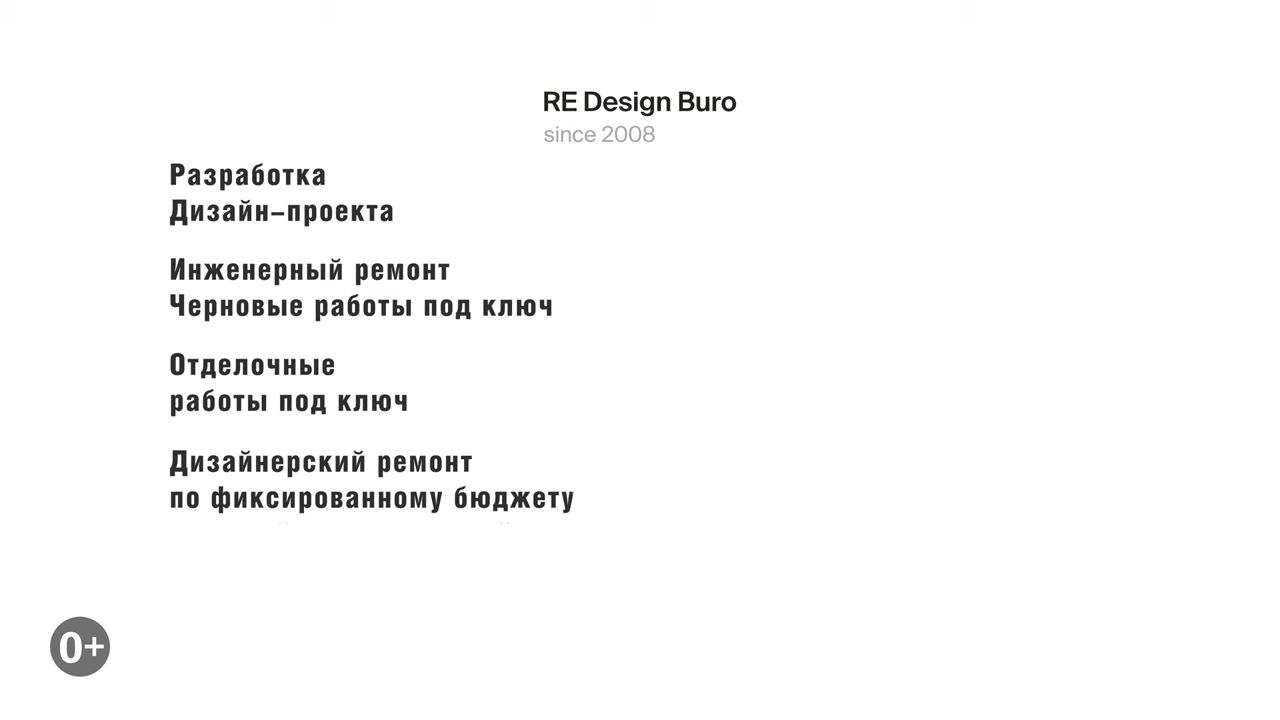 RE Design Buro
since 2008
Разработка
Дизайн–проекта
Инженерный ремонт
Черновые работы под ключ
Отделочные
работы под ключ
Дизайнерский ремонт
по фиксированному бюджету
0+